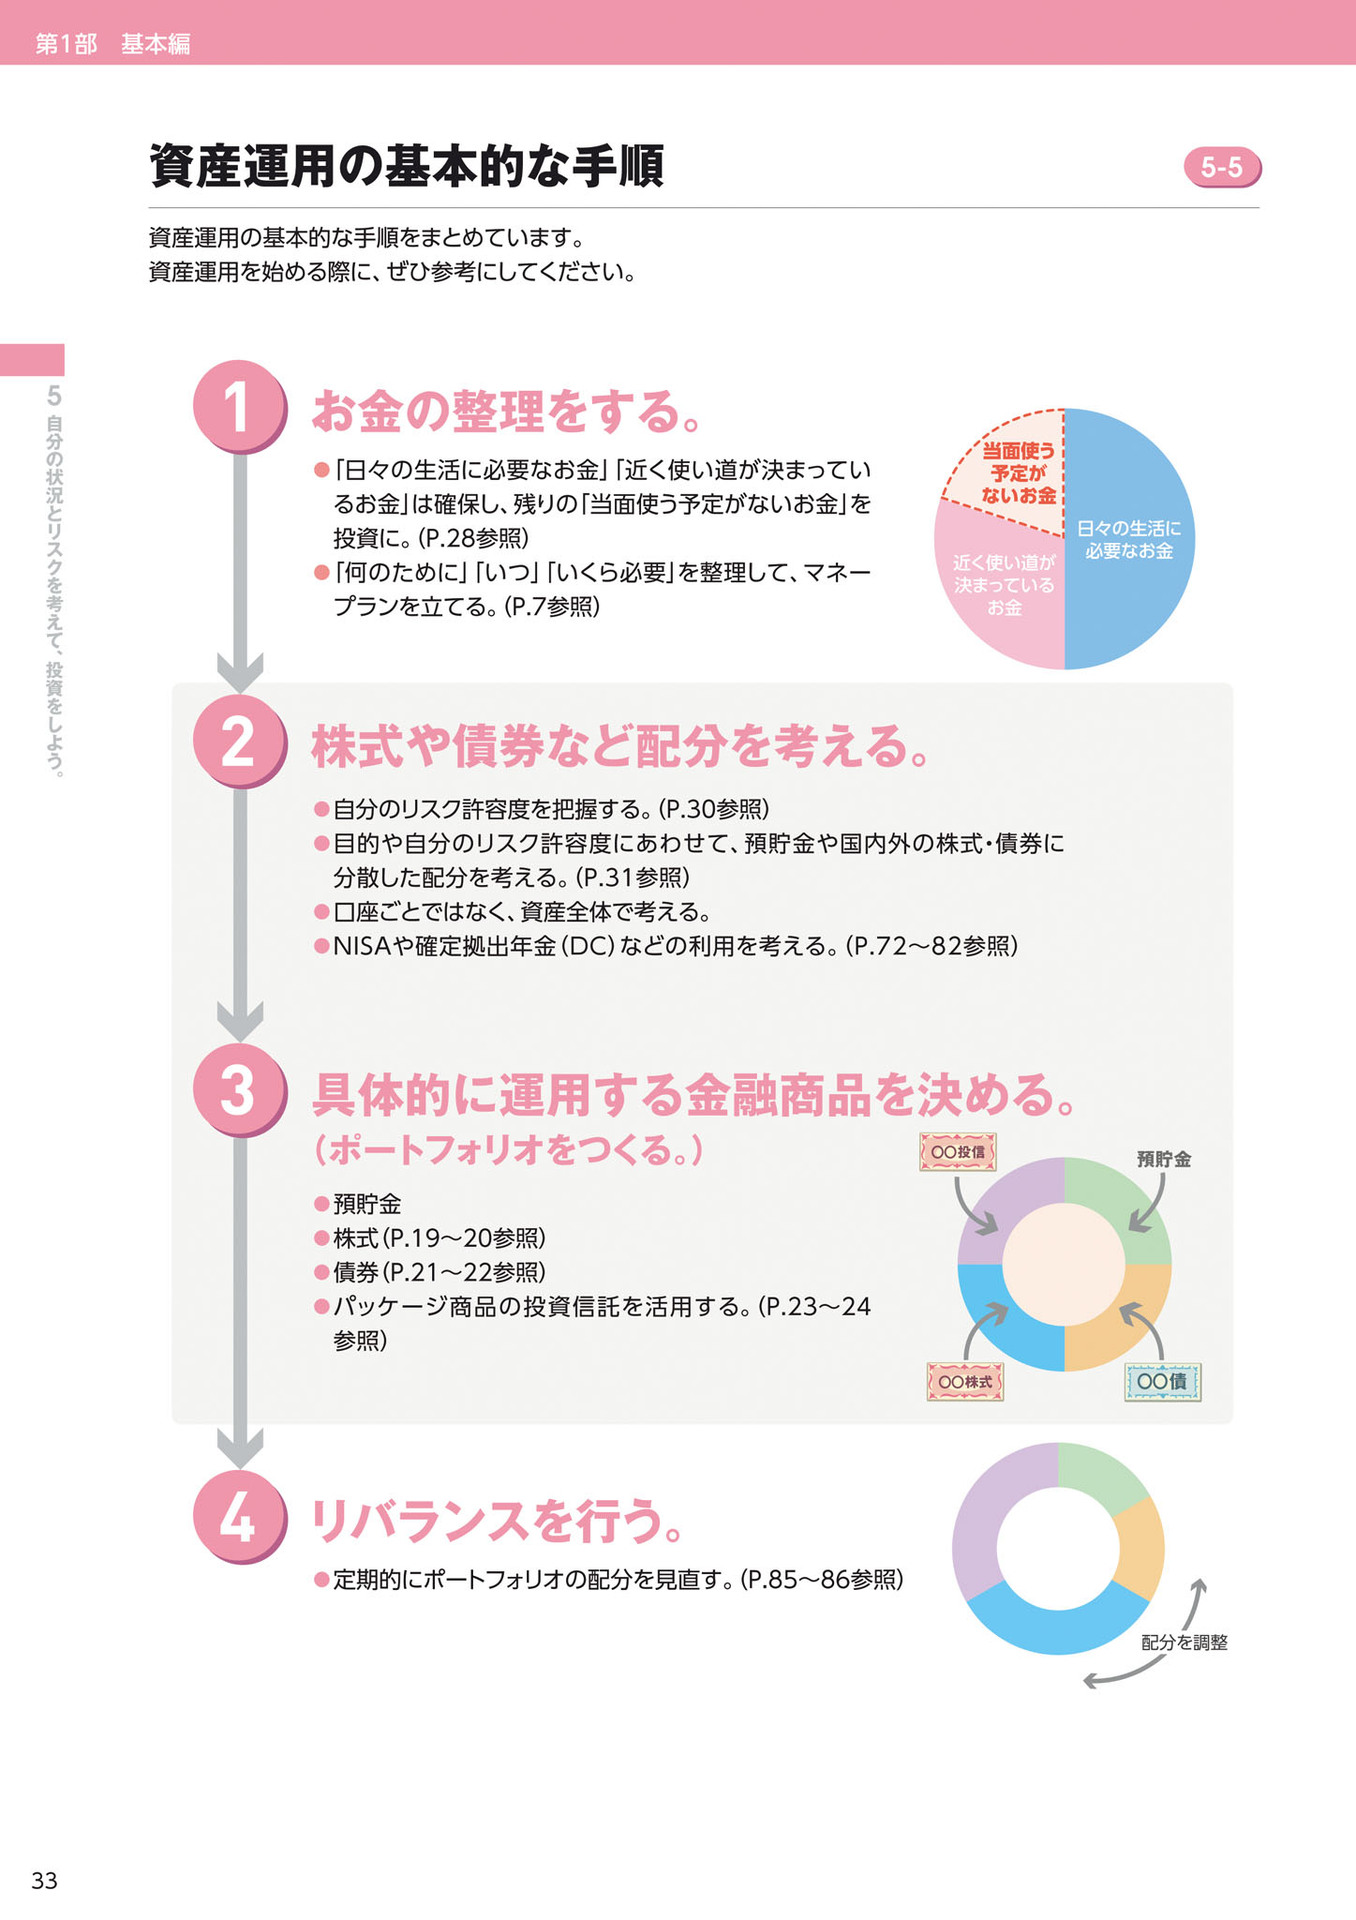 第1部　基本編
資産運用の基本的な手順
5-5
資産運用の基本的な手順をまとめています。
資産運用を始める際に、ぜひ参考にしてください。
5 自分の状況とリスクを考えて、投資をしよう。
1
お金の整理をする。
●「日々の生活に必要なお金」「近く使い道が決まってい
るお金」は確保し、残りの「当面使う予定がないお金」を
投資に。（P.28参照）
●「何のために」「いつ」「いくら必要」を整理して、マネー
プランを立てる。（P.7参照）
当面使う
予定が
ないお金
日々の生活に
必要なお金
近く使い道が
決まっている
お金
2
株式や債券など配分を考える。
●自分のリスク許容度を把握する。（P.30参照）
●目的や自分のリスク許容度にあわせて、預貯金や国内外の株式・債券に
分散した配分を考える。（P.31参照）
●口座ごとではなく、資産全体で考える。
●NISAや確定拠出年金（DC）などの利用を考える。（P.72〜82参照）
3
具体的に運用する金融商品を決める。
（ポートフォリオをつくる。）
●預貯金
●株式（P.19〜20参照）
●債券（P.21〜22参照）
●パッケージ商品の投資信託を活用する。（P.23〜24
参照）
〇〇投信
預貯金
〇〇株式
〇〇債
4
リバランスを行う。
●定期的にポートフォリオの配分を見直す。（P.85〜86参照）
配分を調整
33